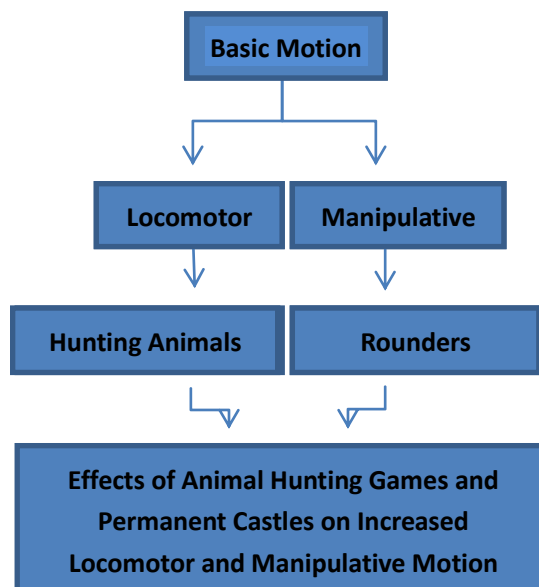 Basic Motion
Locomotor
Manipulative
Hunting Animals
Rounders
Effects of Animal Hunting Games and
Permanent Castles on Increased
Locomotor and Manipulative Motion